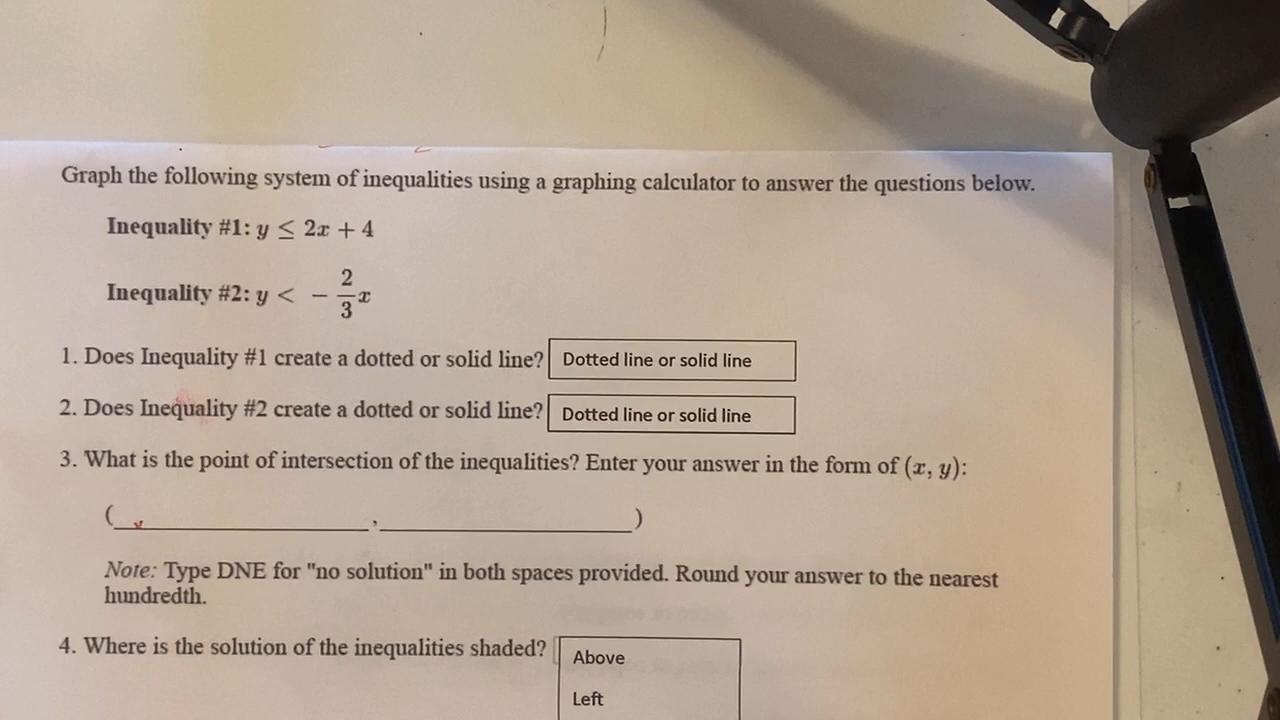 Graph the following system of inequalities using a graphing calculator to answer the questions below.
Inequality #1: y ≤ 2x + 4
Inequality #2: y < − 2/3 x
1. Does Inequality #1 create a dotted or solid line? Dotted line or solid line
2. Does Inequality #2 create a dotted or solid line? Dotted line or solid line
3. What is the point of intersection of the inequalities? Enter your answer in the form of (x, y):
( , )
Note: Type DNE for "no solution" in both spaces provided. Round your answer to the nearest
hundredth.
4. Where is the solution of the inequalities shaded? Above
Left